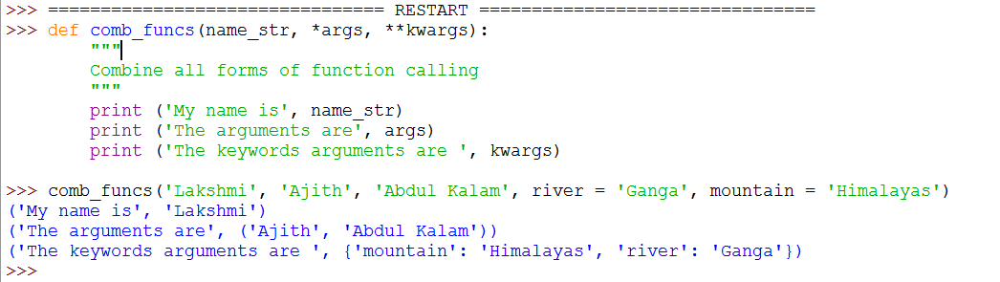 >>> ================================ RESTART ================================
>>> def comb_funcs(name_str, *args, **kwargs):
        """
        Combine all forms of function calling
        """
        print ('My name is', name_str)
        print ('The arguments are', args)
        print ('The keywords arguments are ', kwargs)
>>> comb_funcs('Lakshmi', 'Ajith', 'Abdul Kalam', river = 'Ganga', mountain = 'Himalayas')
('My name is', 'Lakshmi')
('The arguments are', ('Ajith', 'Abdul Kalam'))
('The keywords arguments are ', {'mountain': 'Himalayas', 'river': 'Ganga'})
>>>